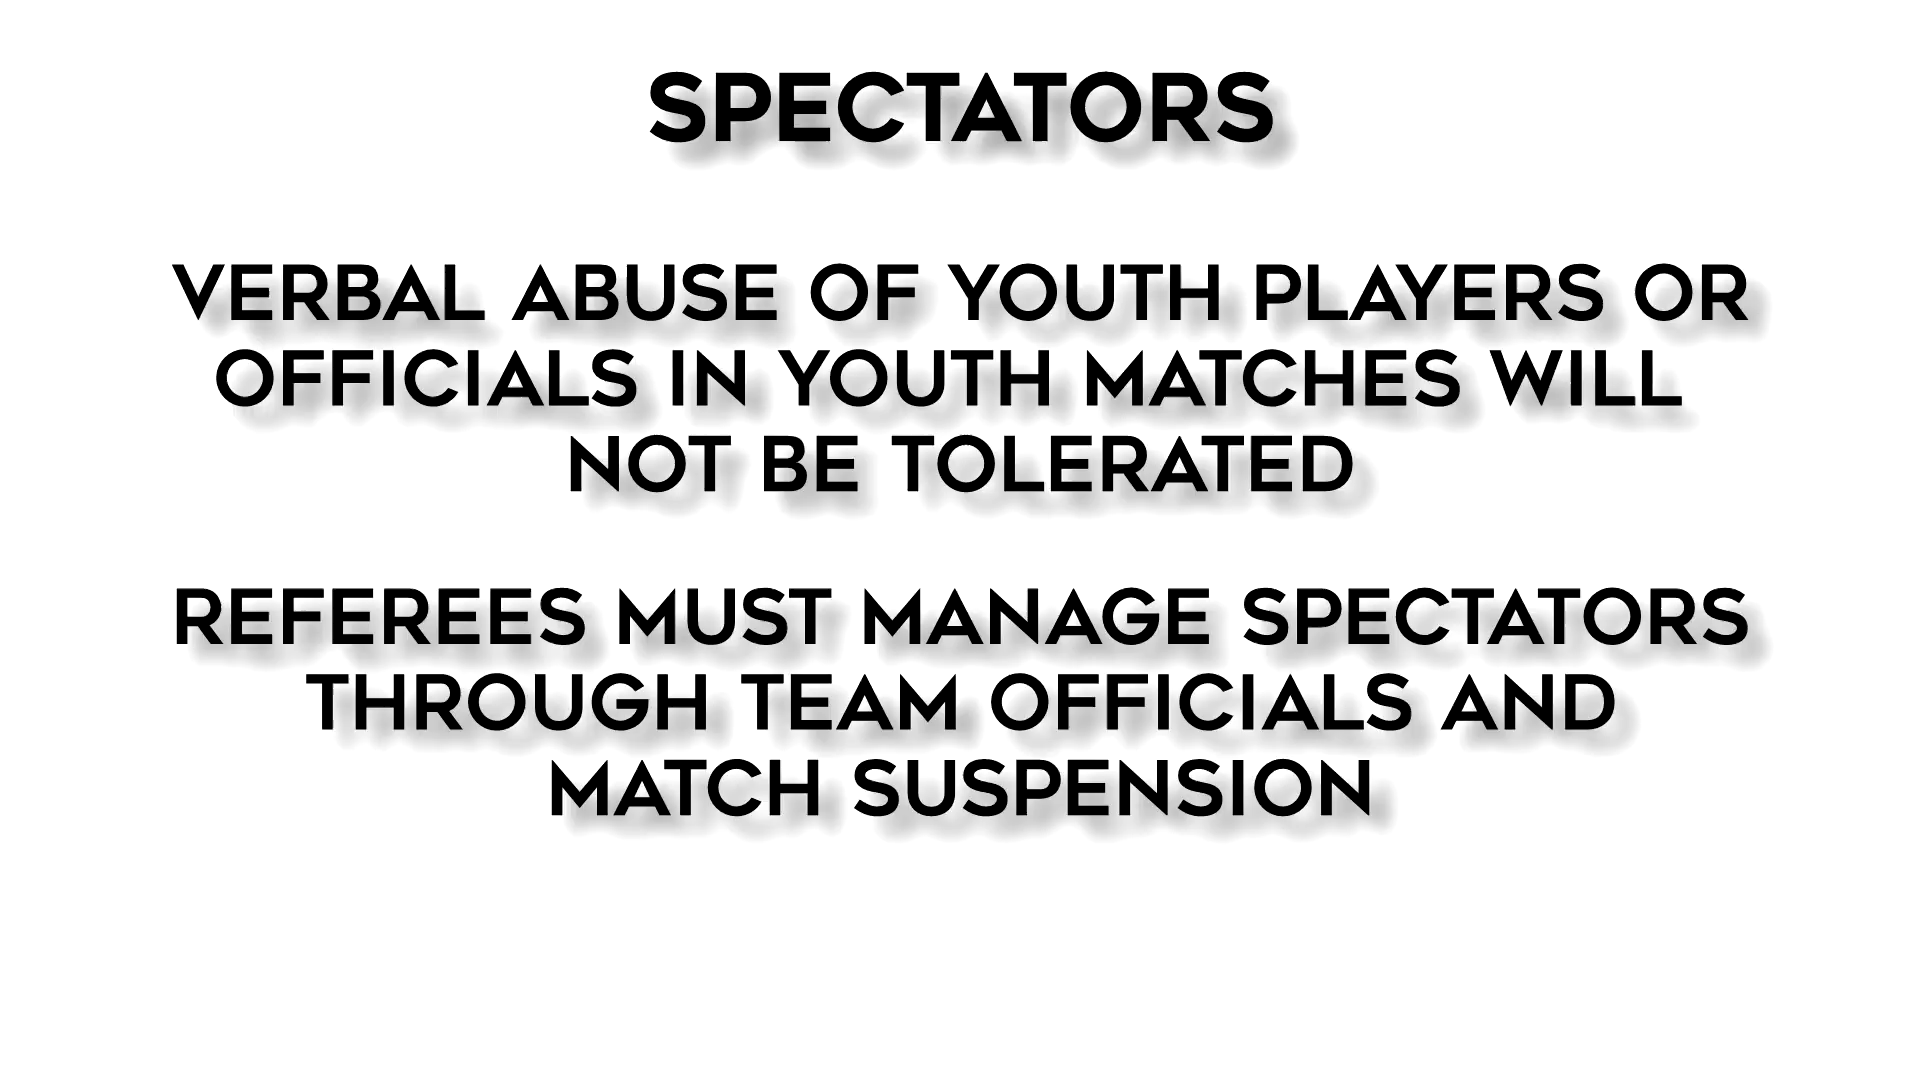 SPECTATORS
VERBAL ABUSE OF YOUTH PLAYERS OR
OFFICIALS IN YOUTH MATCHES WILL
NOT BE TOLERATED
REFEREES MUST MANAGE SPECTATORS
THROUGH TEAM OFFICIALS AND
MATCH SUSPENSION